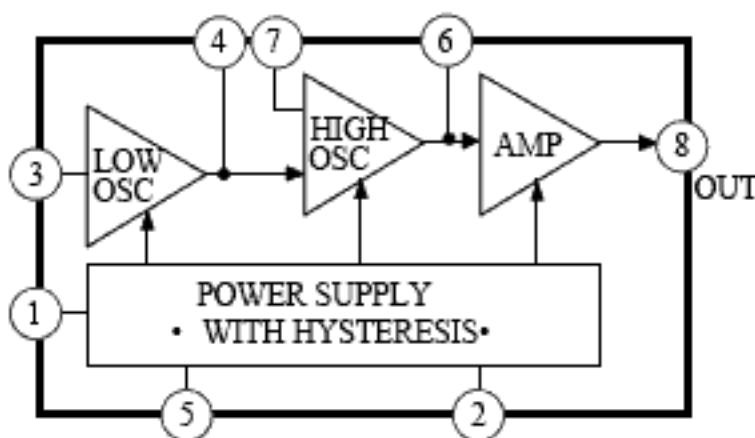 4
7
6
3
LOW
OSC
HIGH
OSC
AMP
8
OUT
1
POWER SUPPLY
• WITH HYSTERESIS •
5
2